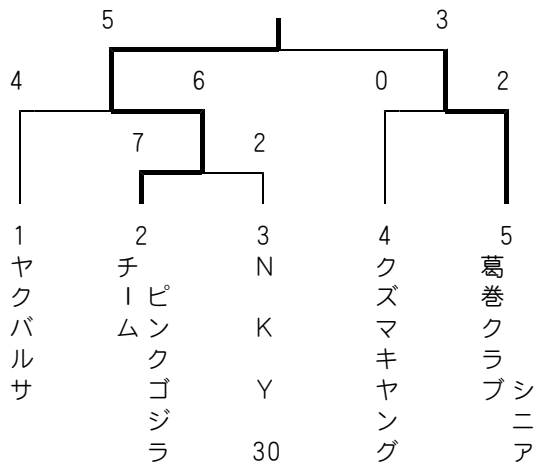 5 3
4 6 0 2
7 2
1 2 3 4 5
ヤクバルサ
チーム
ピンクゴジラ
NKY30
クズマキヤング
葛巻クラブ
シニア